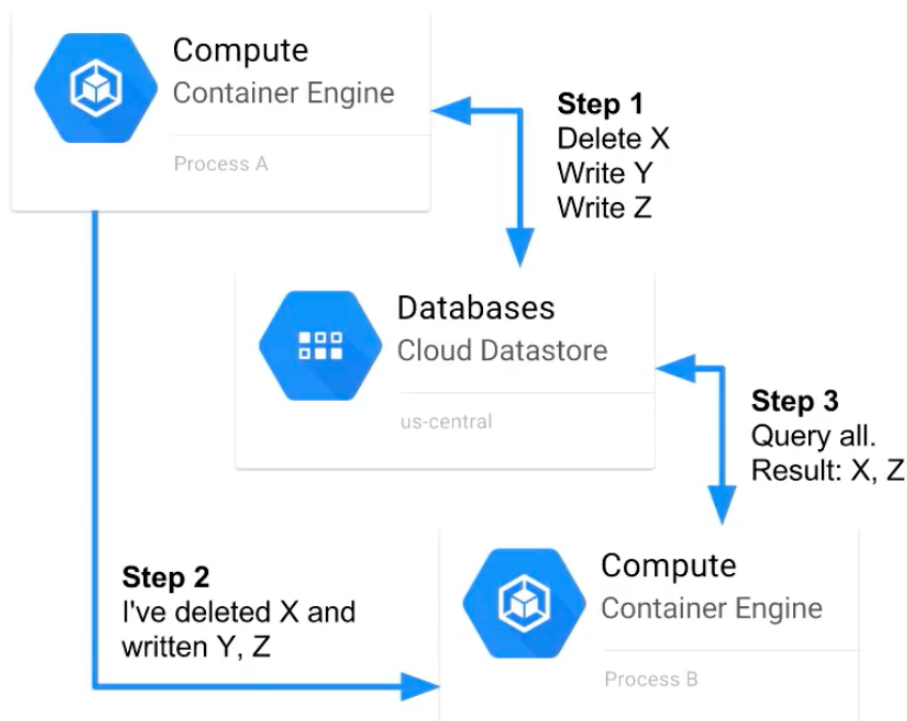 Compute
Container Engine
Process A
Step 1
Delete X
Write Y
Write Z
Databases
Cloud Datastore
us-central
Step 3
Query all.
Result: X, Z
Step 2
I've deleted X and
written Y, Z
Compute
Container Engine
Process B